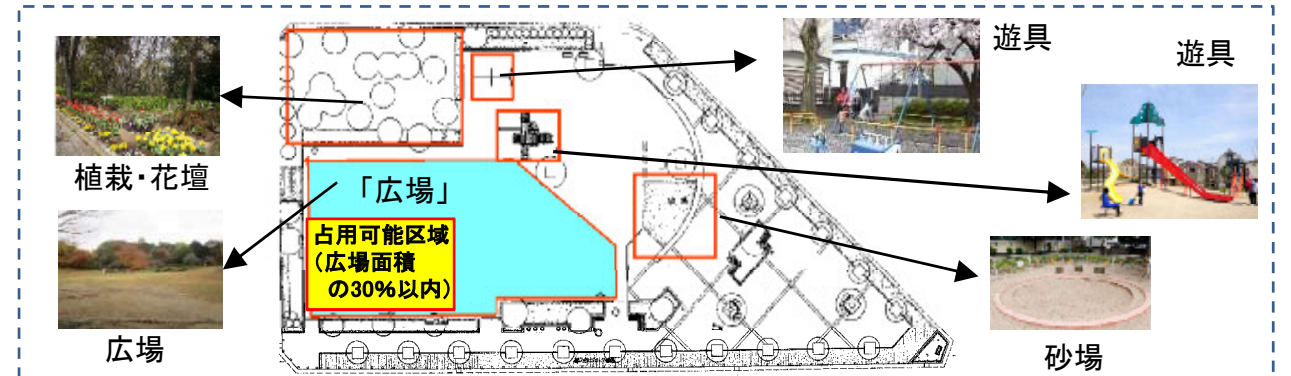 遊具
遊具
植栽・花壇
「広場」
占用可能区域
(広場面積
の30%以内)
広場
砂場